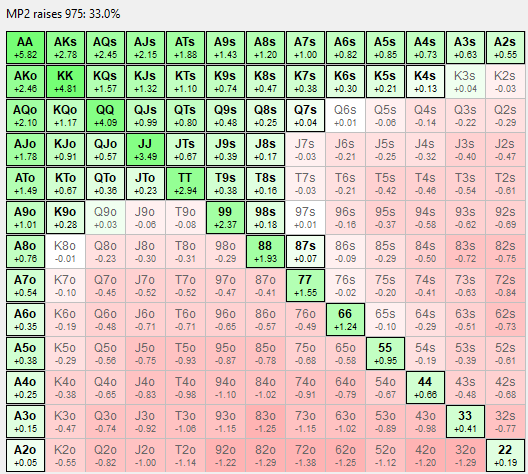 MP2 raises 975: 33.0%
AA AKs AQs AJs ATs A9s A8s A7s A6s A5s A4s A3s A2s
+5.82 +2.78 +2.45 +2.15 +1.88 +1.43 +1.20 +1.00 +0.82 +0.85 +0.73 +0.63 +0.55
AKo KK KQs KJs KTs K9s K8s K7s K6s K5s K4s K3s K2s
+2.46 +4.81 +1.57 +1.32 +1.10 +0.74 +0.47 +0.38 +0.30 +0.21 +0.13 +0.04 -0.03
AQo KQo QQ QJs QTs Q9s Q8s Q7s Q6s Q5s Q4s Q3s Q2s
+2.10 +1.17 +4.09 +0.99 +0.80 +0.48 +0.25 +0.04 +0.01 -0.06 -0.14 -0.22 -0.29
AJo KJo QJo JJ JTs J9s J8s J7s J6s J5s J4s J3s J2s
+1.78 +0.91 +0.57 +3.49 +0.67 +0.39 +0.17 -0.03 -0.21 -0.25 -0.32 -0.40 -0.47
ATo KTo QTo JTo TT T9s T8s T7s T6s T5s T4s T3s T2s
+1.49 +0.67 +0.36 +0.23 +2.94 +0.38 +0.16 -0.03 -0.21 -0.42 -0.46 -0.54 -0.61
A9o K9o Q9o J9o T9o 99 98s 97s 96s 95s 94s 93s 92s
+1.01 +0.28 +0.03 -0.06 -0.08 +2.37 +0.18 +0.01 -0.16 -0.37 -0.58 -0.62 -0.69
A8o K8o Q8o J8o T8o 98o 88 87s 86s 85s 84s 83s 82s
+0.76 -0.01 -0.23 -0.30 -0.31 -0.29 +1.93 +0.07 -0.09 -0.29 -0.50 -0.72 -0.75
A7o K7o Q7o J7o T7o 97o 87o 77 76s 75s 74s 73s 72s
+0.54 -0.10 -0.45 -0.52 -0.52 -0.47 -0.41 +1.55 -0.02 -0.20 -0.41 -0.63 -0.84
A6o K6o Q6o J6o T6o 96o 86o 76o 66 65s 64s 63s 62s
+0.35 -0.19 -0.48 -0.71 -0.71 -0.65 -0.57 -0.49 +1.24 -0.10 -0.29 -0.51 -0.73
A5o K5o Q5o J5o T5o 95o 85o 75o 65o 55 54s 53s 52s
+0.38 -0.29 -0.56 -0.75 -0.93 -0.87 -0.78 -0.68 -0.58 +0.95 -0.19 -0.39 -0.61
A4o K4o Q4o J4o T4o 94o 84o 74o 64o 54o 44 43s 42s
+0.25 -0.38 -0.65 -0.83 -0.98 -1.10 -1.02 -0.91 -0.79 -0.67 +0.66 -0.48 -0.68
A3o K3o Q3o J3o T3o 93o 83o 73o 63o 53o 43o 33 32s
+0.15 -0.47 -0.74 -0.92 -1.06 -1.15 -1.25 -1.15 -1.02 -0.89 -0.98 +0.41 -0.77
A2o K2o Q2o J2o T2o 92o 82o 72o 62o 52o 42o 32o 22
+0.05 -0.55 -0.82 -1.00 -1.14 -1.22 -1.29 -1.38 -1.25 -1.12 -1.20 -1.29 +0.19